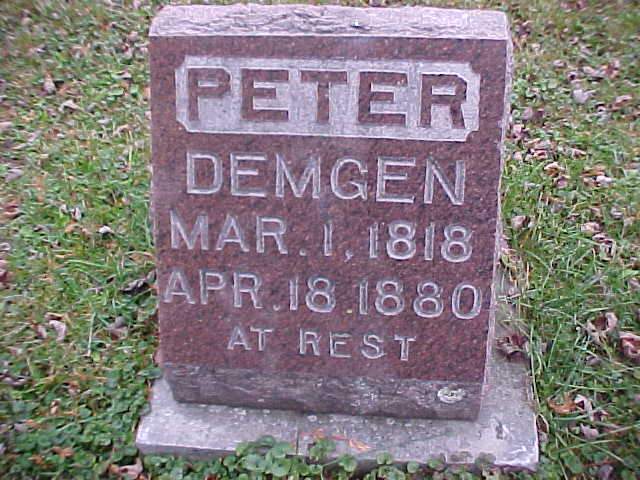 PETER
DEMGEN
MAR. 1, 1818
APR. 18 1880
AT REST